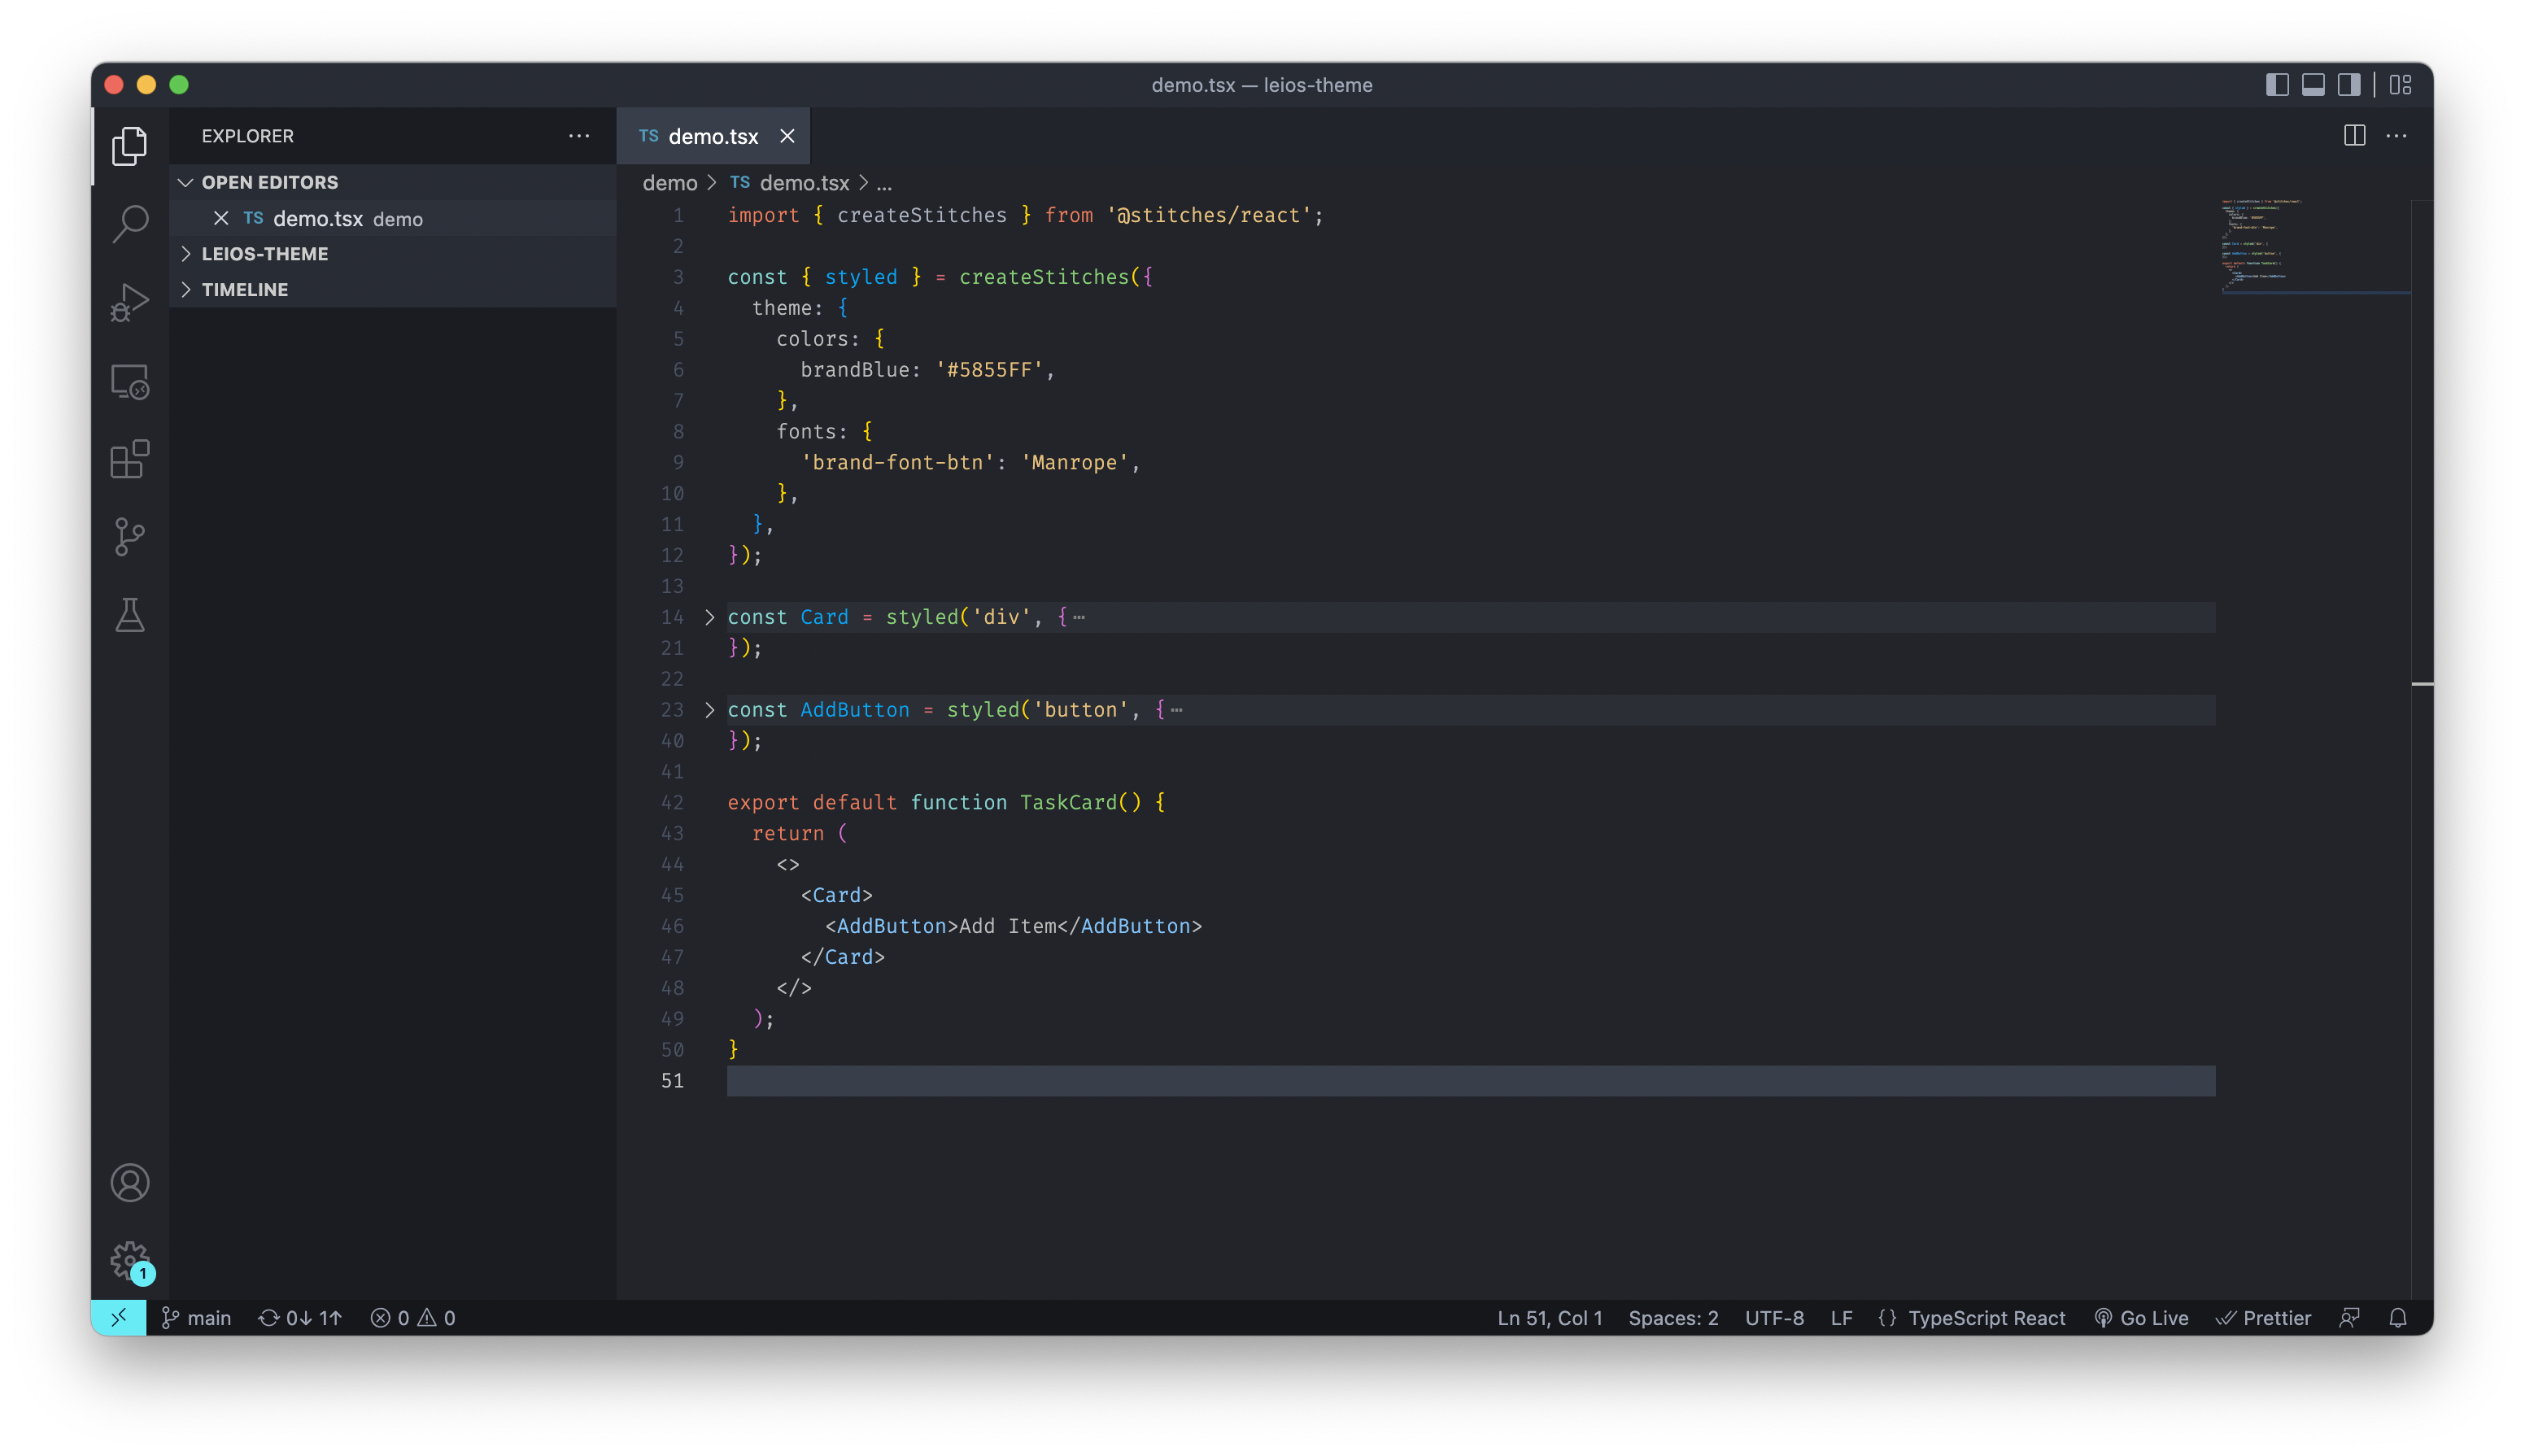 demo.tsx — leios-theme
EXPLORER
TS demo.tsx
OPEN EDITORS
TS demo.tsx demo
LEIOS-THEME
TIMELINE
demo > TS demo.tsx > ...
1 import { createStitches } from '@stitches/react';
2
3 const { styled } = createStitches({
4 theme: {
5 colors: {
6 brandBlue: '#5855FF',
7 },
8 fonts: {
9 'brand-font-btn': 'Manrope',
10 },
11 },
12 });
13
14 const Card = styled('div', {⋯
21 });
22
23 const AddButton = styled('button', {⋯
40 });
41
42 export default function TaskCard() {
43 return (
44 <>
45 <Card>
46 <AddButton>Add Item</AddButton>
47 </Card>
48 </>
49 );
50 }
51
1
main 0↓ 1↑ 0 0 Ln 51, Col 1 Spaces: 2 UTF-8 LF {} TypeScript React Go Live Prettier